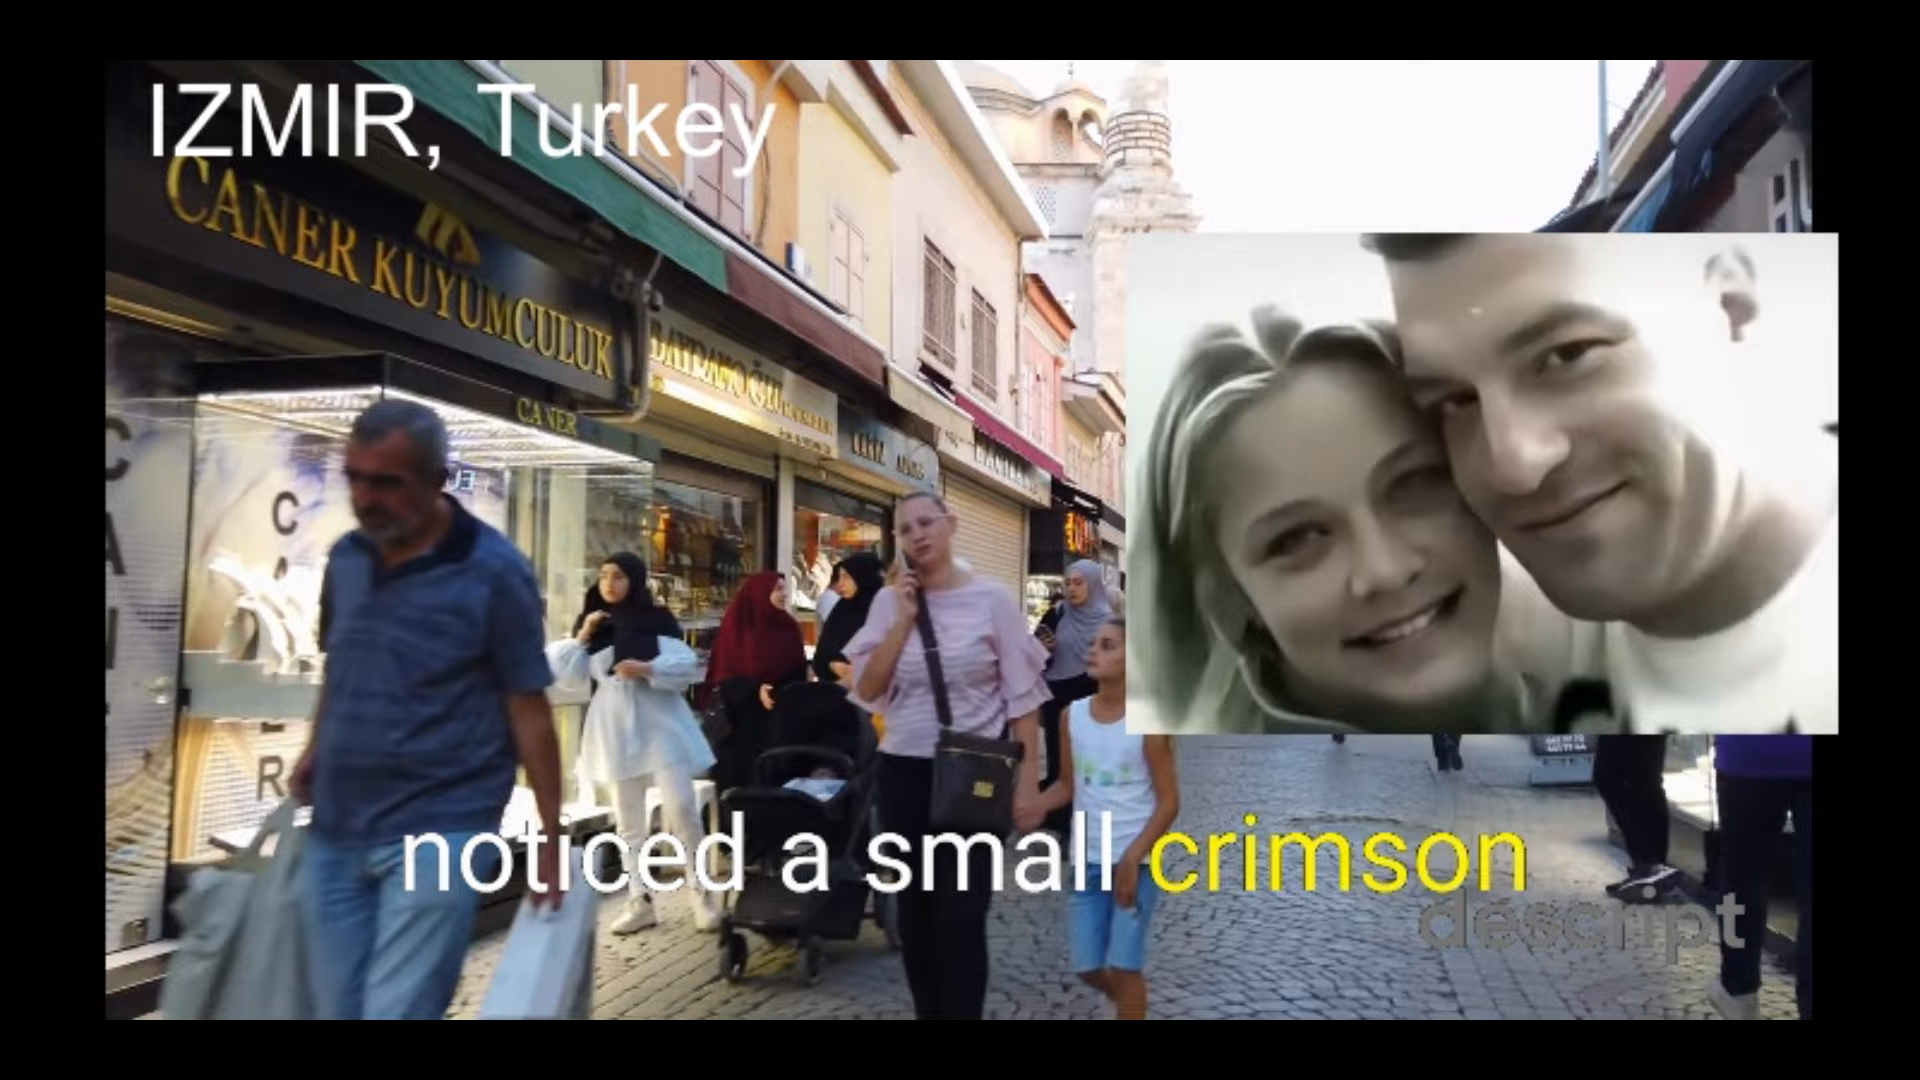 IZMIR, Turkey
CANER KUYUMCULUK
CANER
C
A
R
noticed a small crimson
descript